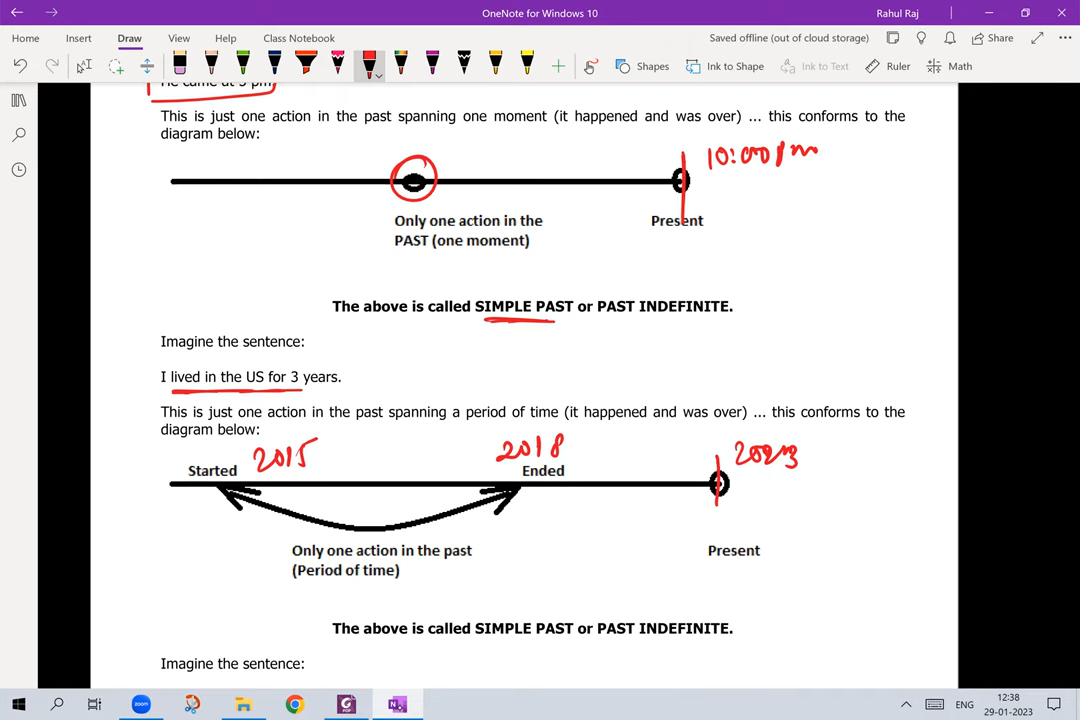 OneNote for Windows 10
Rahul Raj
Home Insert Draw View Help Class Notebook
Saved offline (out of cloud storage)
Share
Shapes
Ink to Shape
Ink to Text
Ruler
Math
He came at 5 pm
This is just one action in the past spanning one moment (it happened and was over) ... this conforms to the
diagram below:
10:00 pm
Only one action in the
PAST (one moment)
Present
The above is called SIMPLE PAST or PAST INDEFINITE.
Imagine the sentence:
I lived in the US for 3 years.
This is just one action in the past spanning a period of time (it happened and was over) ... this conforms to the
diagram below:
2015 2018 2023
Started Ended
Only one action in the past
(Period of time)
Present
The above is called SIMPLE PAST or PAST INDEFINITE.
Imagine the sentence:
zoom
ENG
12:38
29-01-2023